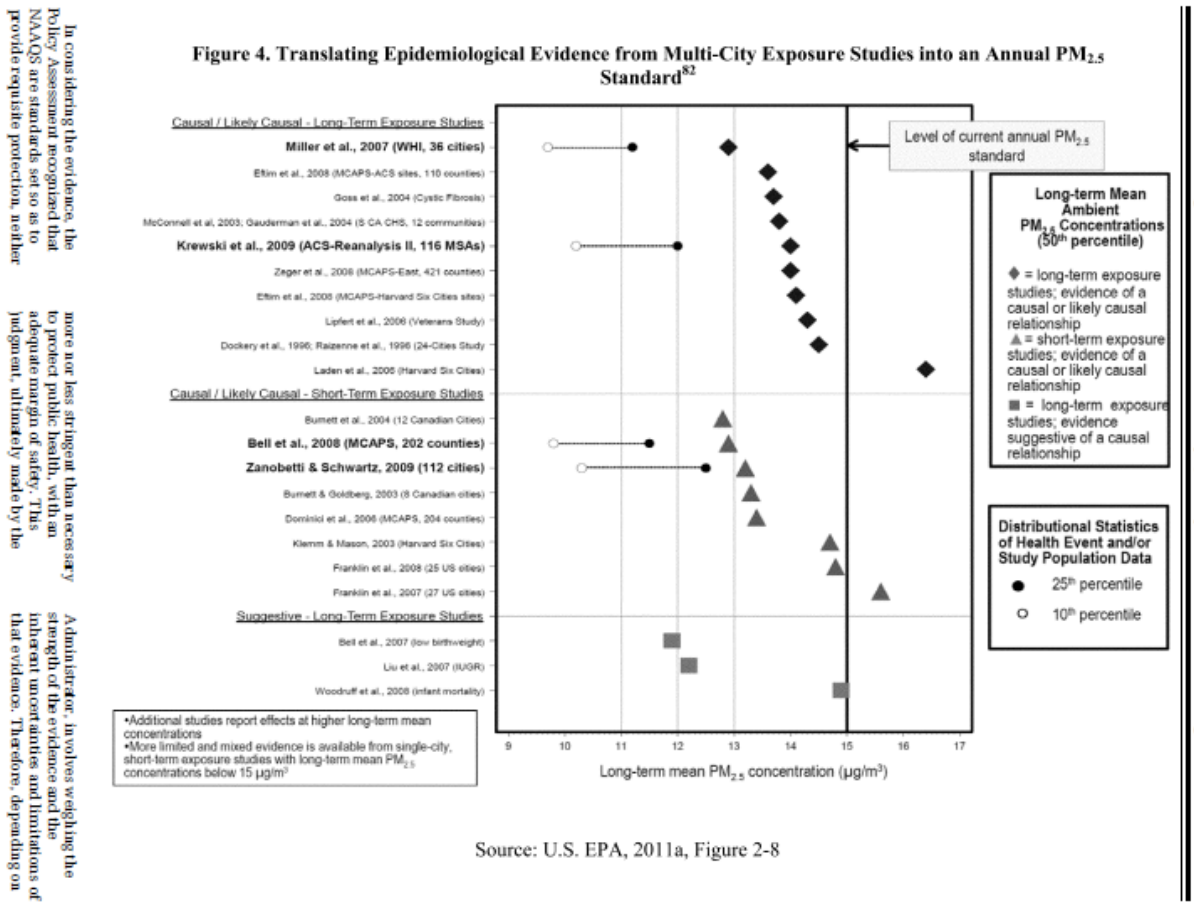 In considering the evidence, the
Policy Assessment recognized that
NAAQS are standards set so as to
provide requisite protection, neither
more nor less stringent than necessary
to protect public health, with an
adequate margin of safety. This
judgment, ultimately made by the
Administrator, involves weighing the
strength of the evidence and the
inherent uncertainties and limitations of
that evidence. Therefore, depending on
Figure 4. Translating Epidemiological Evidence from Multi-City Exposure Studies into an Annual PM2.5
Standard82
Causal / Likely Causal - Long-Term Exposure Studies
Miller et al., 2007 (WHI, 36 cities)
Eftim et al., 2008 (MCAPS-ACS sites, 110 counties)
Goss et al., 2004 (Cystic Fibrosis)
McConnell et al, 2003; Gauderman et al., 2004 (S CA CHS, 12 communities)
Krewski et al., 2009 (ACS-Reanalysis II, 116 MSAs)
Zeger et al., 2008 (MCAPS-East, 421 counties)
Eftim et al., 2008 (MCAPS-Harvard Six Cities sites)
Lipfert et al., 2006 (Veterans Study)
Dockery et al., 1996; Raizenne et al., 1996 (24-Cities Study
Laden et al., 2006 (Harvard Six Cities)
Causal / Likely Causal - Short-Term Exposure Studies
Burnett et al., 2004 (12 Canadian Cities)
Bell et al., 2008 (MCAPS, 202 counties)
Zanobetti & Schwartz, 2009 (112 cities)
Burnett & Goldberg, 2003 (8 Canadian cities)
Dominici et al., 2006 (MCAPS, 204 counties)
Klemm & Mason, 2003 (Harvard Six Cities)
Franklin et al., 2008 (25 US cities)
Franklin et al., 2007 (27 US cities)
Suggestive - Long-Term Exposure Studies
Bell et al., 2007 (low birthweight)
Liu et al., 2007 (IUGR)
Woodruff et al., 2008 (infant mortality)
•Additional studies report effects at higher long-term mean
concentrations
•More limited and mixed evidence is available from single-city,
short-term exposure studies with long-term mean PM2.5
concentrations below 15 µg/m3
9 10 11 12 13 14 15 16 17
Long-term mean PM2.5 concentration (µg/m3)
Level of current annual PM2.5
standard
Long-term Mean
Ambient
PM2.5 Concentrations
(50th percentile)
= long-term exposure
studies; evidence of a
causal or likely causal
relationship
= short-term exposure
studies; evidence of a
causal or likely causal
relationship
= long-term exposure
studies; evidence
suggestive of a causal
relationship
Distributional Statistics
of Health Event and/or
Study Population Data
25th percentile
10th percentile
Source: U.S. EPA, 2011a, Figure 2-8